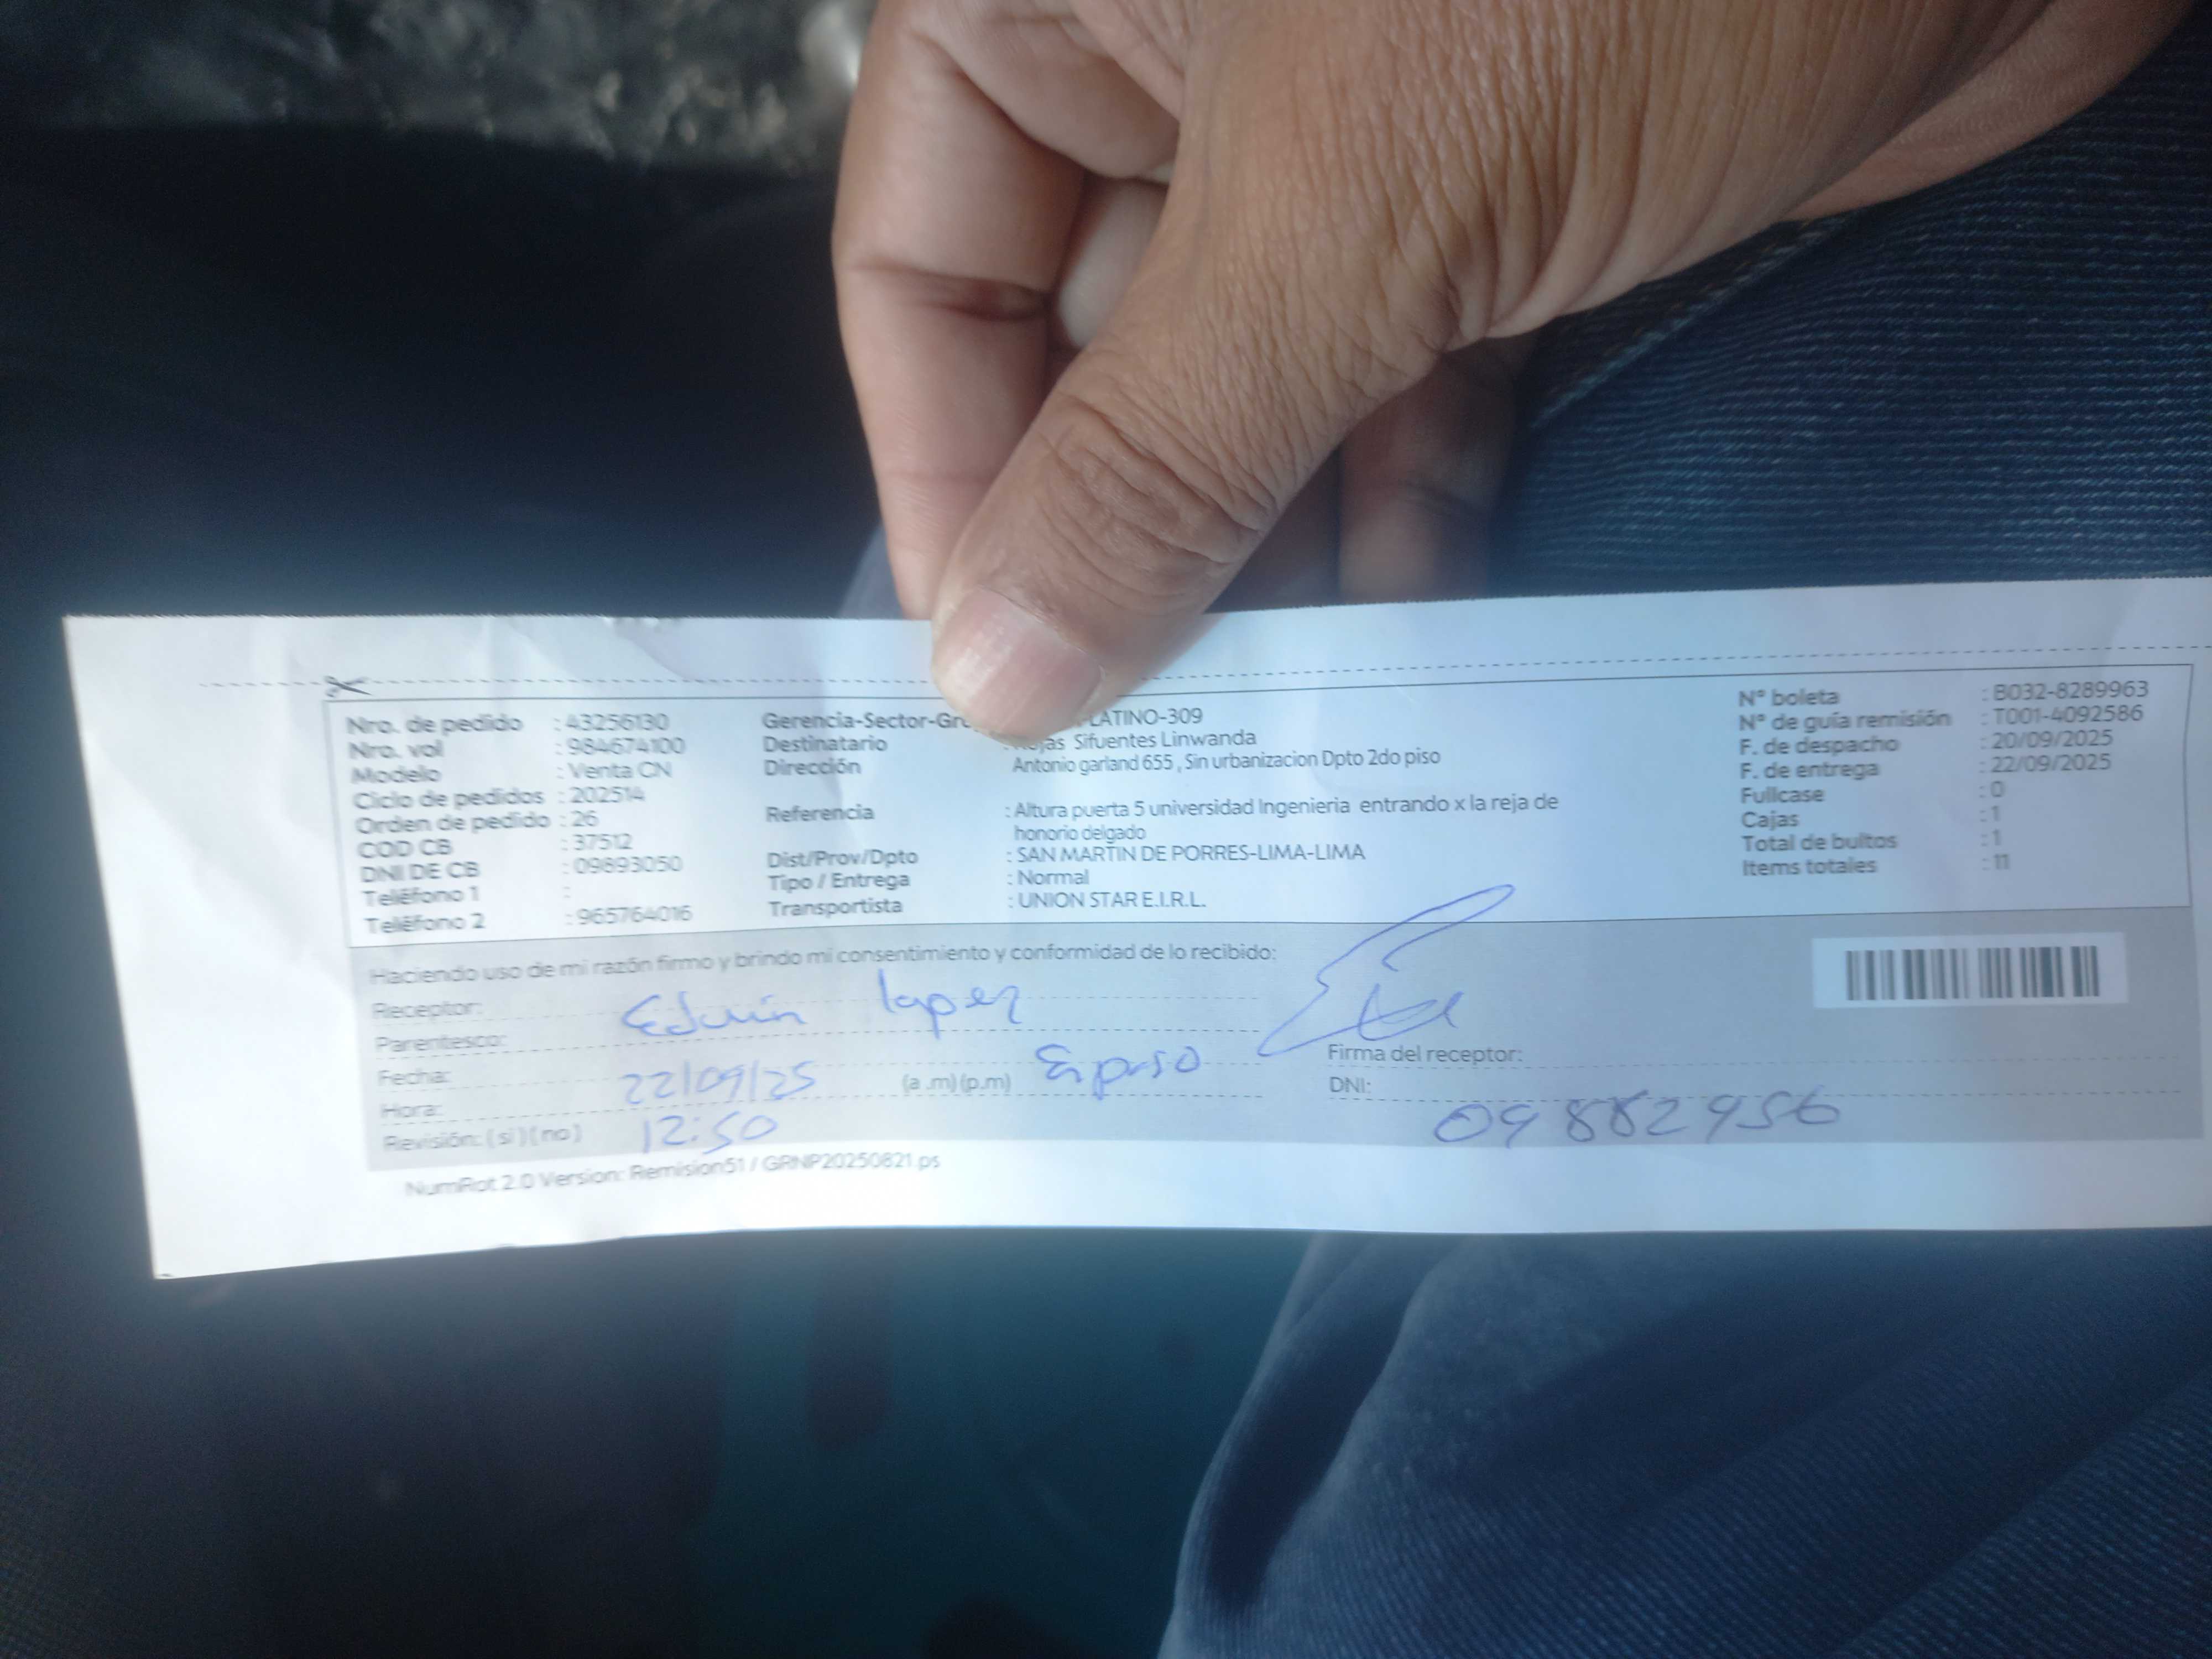 Nro. de pedido : 43256130
Nro. vol : 984674100
Modelo : Venta CN
Ciclo de pedidos : 202514
Orden de pedido : 26
COD CB : 37512
DNI DE CB : 09893050
Teléfono 1 :
Teléfono 2 : 965764016
Gerencia-Sector-Gr LATINO-309
Destinatario : Rojas Sifuentes Linwanda
Dirección Antonio garland 655 , Sin urbanizacion Dpto 2do piso
Referencia : Altura puerta 5 universidad Ingenieria entrando x la reja de
honorio delgado
Dist/Prov/Dpto : SAN MARTIN DE PORRES-LIMA-LIMA
Tipo / Entrega : Normal
Transportista : UNION STAR E.I.R.L.
N° boleta : B032-8289963
N° de guía remisión : T001-4092586
F. de despacho : 20/09/2025
F. de entrega : 22/09/2025
Fullcase : 0
Cajas : 1
Total de bultos : 1
Items totales : 11
Haciendo uso de mi razón firmo y brindo mi consentimiento y conformidad de lo recibido:
Receptor: Edwin lopez
Parentesco: Esposo
Fecha: 22/09/25 (a .m) (p.m)
Hora: 12:50
Revisión: ( si ) ( no )
Firma del receptor:
DNI: 09882956
NumRot 2.0 Version: Remision51 / GRNP20250821.ps